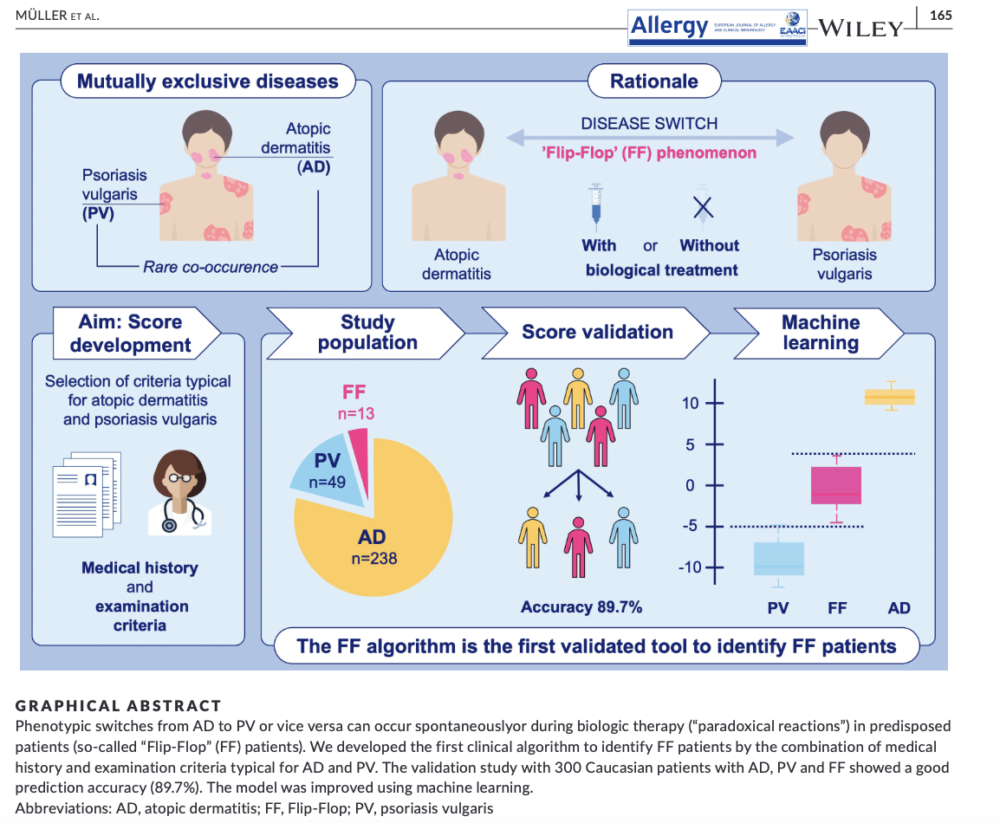 MÜLLER ET AL.
Allergy
EUROPEAN JOURNAL OF ALLERGY
AND CLINICAL IMMUNOLOGY
EAACI
WILEY
165
Mutually exclusive diseases
Atopic
dermatitis
(AD)
Psoriasis
vulgaris
(PV)
Rare co-occurence
Rationale
DISEASE SWITCH
'Flip-Flop' (FF) phenomenon
With or Without
biological treatment
Atopic
dermatitis
Psoriasis
vulgaris
Aim: Score
development
Selection of criteria typical
for atopic dermatitis
and psoriasis vulgaris
Medical history
and
examination
criteria
Study
population
FF
n=13
PV
n=49
AD
n=238
Score validation
Accuracy 89.7%
Machine
learning
10
5
0
-5
-10
PV FF AD
The FF algorithm is the first validated tool to identify FF patients
GRAPHICAL ABSTRACT
Phenotypic switches from AD to PV or vice versa can occur spontaneouslyor during biologic therapy (“paradoxical reactions”) in predisposed
patients (so-called “Flip-Flop” (FF) patients). We developed the first clinical algorithm to identify FF patients by the combination of medical
history and examination criteria typical for AD and PV. The validation study with 300 Caucasian patients with AD, PV and FF showed a good
prediction accuracy (89.7%). The model was improved using machine learning.
Abbreviations: AD, atopic dermatitis; FF, Flip-Flop; PV, psoriasis vulgaris